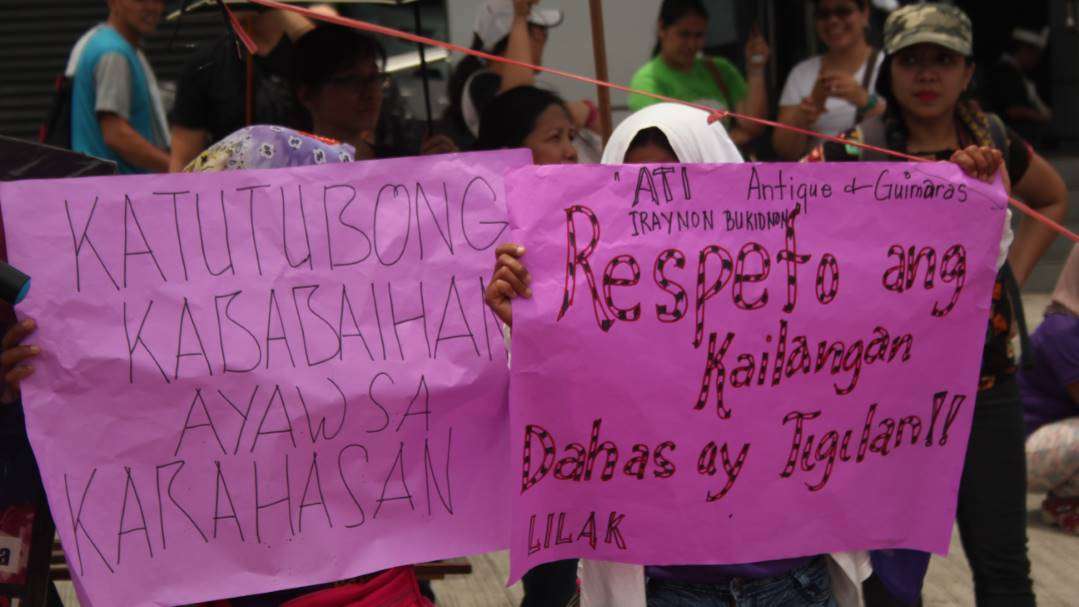 KATUTUBONG
KABABAIHAN
AYAW SA
KARAHASAN
'ATI Antique & Guimaras
IRAYNON BUKIDNON
Respeto ang
Kailangan
Dahas ay Tigilan!!
LILAK